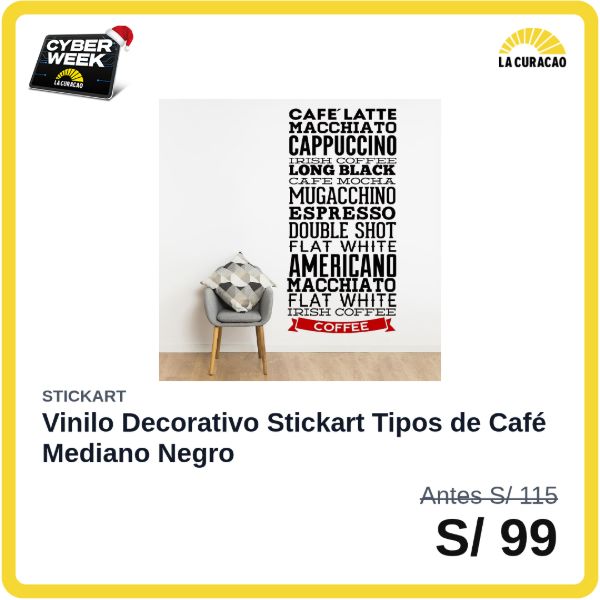 CYBER
WEEK
LA CURACAO
LA CURACAO
CAFE´LATTE
MACCHIATO
CAPPUCCINO
IRISH COFFEE
LONG BLACK
CAFE MOCHA
MUGACCHINO
ESPRESSO
DOUBLE SHOT
FLAT WHITE
AMERICANO
MACCHIATO
FLAT WHITE
IRISH COFFEE
COFFEE
STICKART
Vinilo Decorativo Stickart Tipos de Café
Mediano Negro
Antes S/ 115
S/ 99